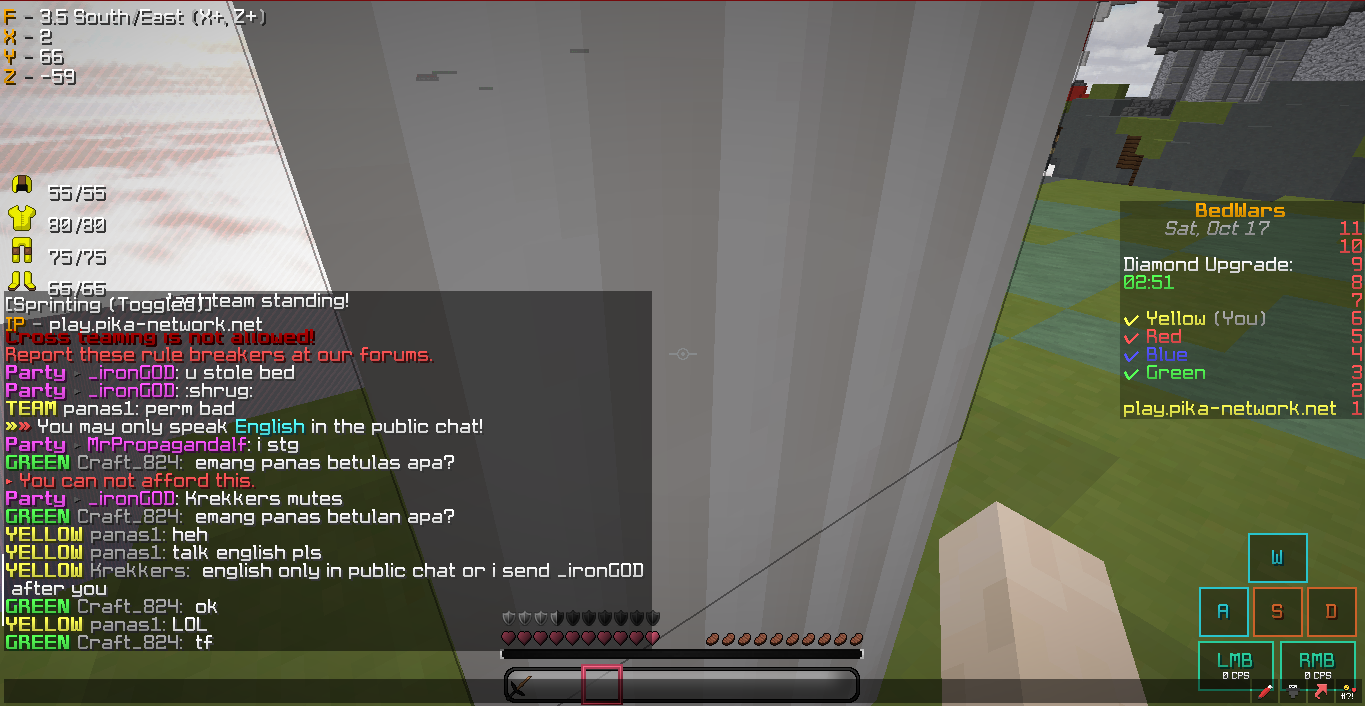 F - 3.5 South/East (X+, Z+)
X - 2
Y - 66
Z - -59
55/55
80/80
75/75
65/65
[Sprinting (Toggled)]
last team standing!
IP - play.pika-network.net
Cross teaming is not allowed!
Report these rule breakers at our forums.
Party ▸ _ironGOD: u stole bed
Party ▸ _ironGOD: :shrug:
TEAM panas1: perm bad
»» You may only speak English in the public chat!
Party ▸ MrPropagandalf: i stg
GREEN Craft_824: emang panas betulas apa?
▸ You can not afford this.
Party ▸ _ironGOD: Krekkers mutes
GREEN Craft_824: emang panas betulan apa?
YELLOW panas1: heh
YELLOW panas1: talk english pls
YELLOW Krekkers: english only in public chat or i send _ironGOD
after you
GREEN Craft_824: ok
YELLOW panas1: LOL
GREEN Craft_824: tf
BedWars
Sat, Oct 17 11
10
Diamond Upgrade: 9
02:51 8
7
✔ Yellow (You) 6
✔ Red 5
✔ Blue 4
✔ Green 3
2
play.pika-network.net 1
W
A S D
LMB RMB
0 CPS 0 CPS
#?!